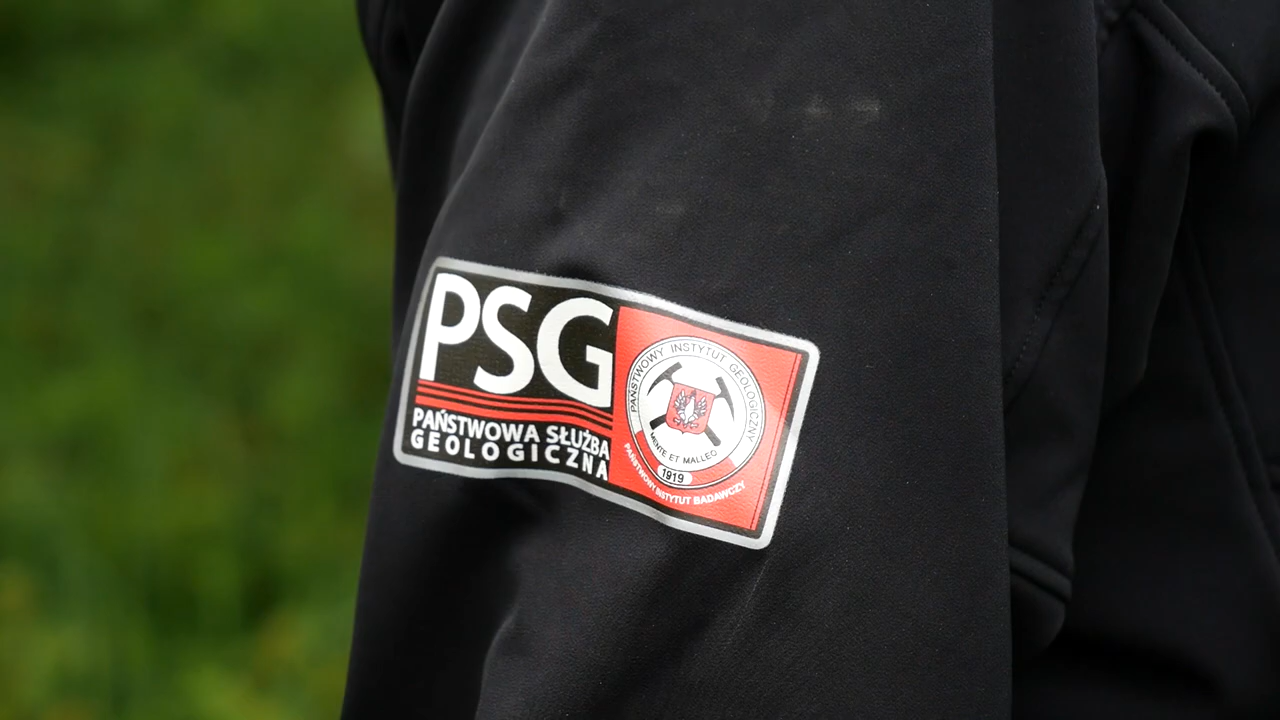 PSG
PAŃSTWOWA SŁUŻBA
GEOLOGICZNA
PAŃSTWOWY INSTYTUT GEOLOGICZNY
MENTE ET MALLEO
1919
PAŃSTWOWY INSTYTUT BADAWCZY